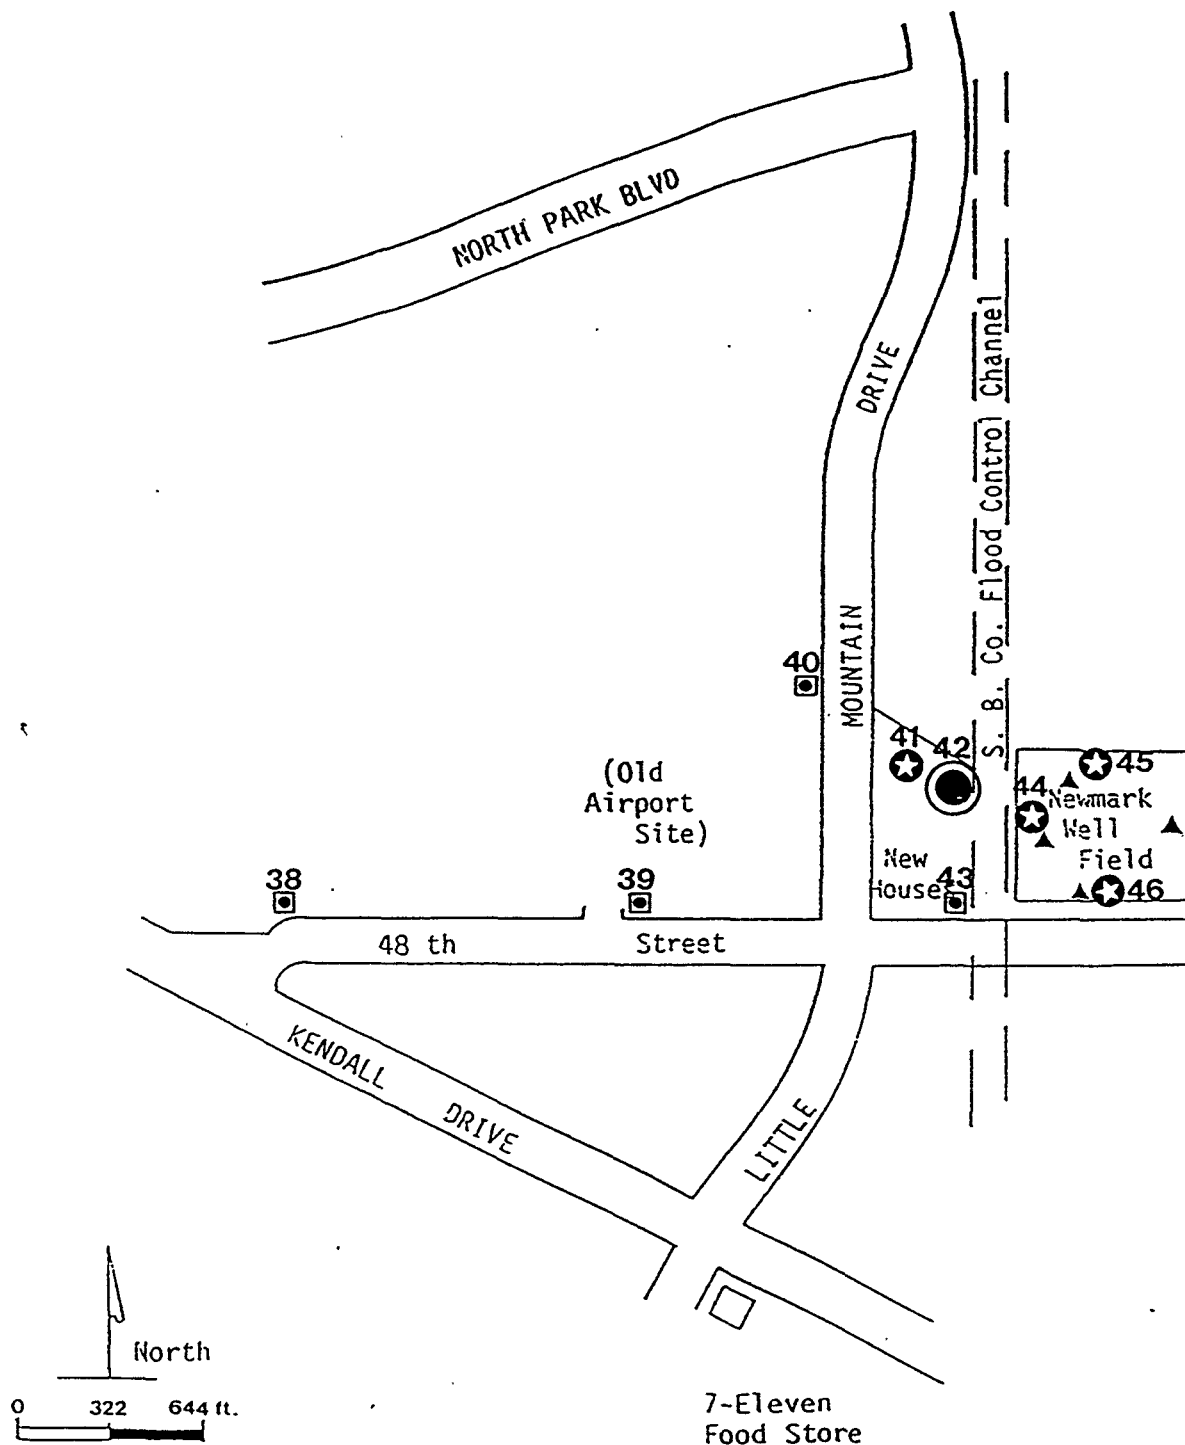 NORTH PARK BLVD
DRIVE
S. B. Co. Flood Control Channel
MOUNTAIN
40
41
42
45
44
(Old
Airport
Site)
Newmark
Well
Field
46
New
Houses
43
38
39
48 th Street
KENDALL DRIVE
LITTLE
North
0 322 644 ft.
7-Eleven
Food Store